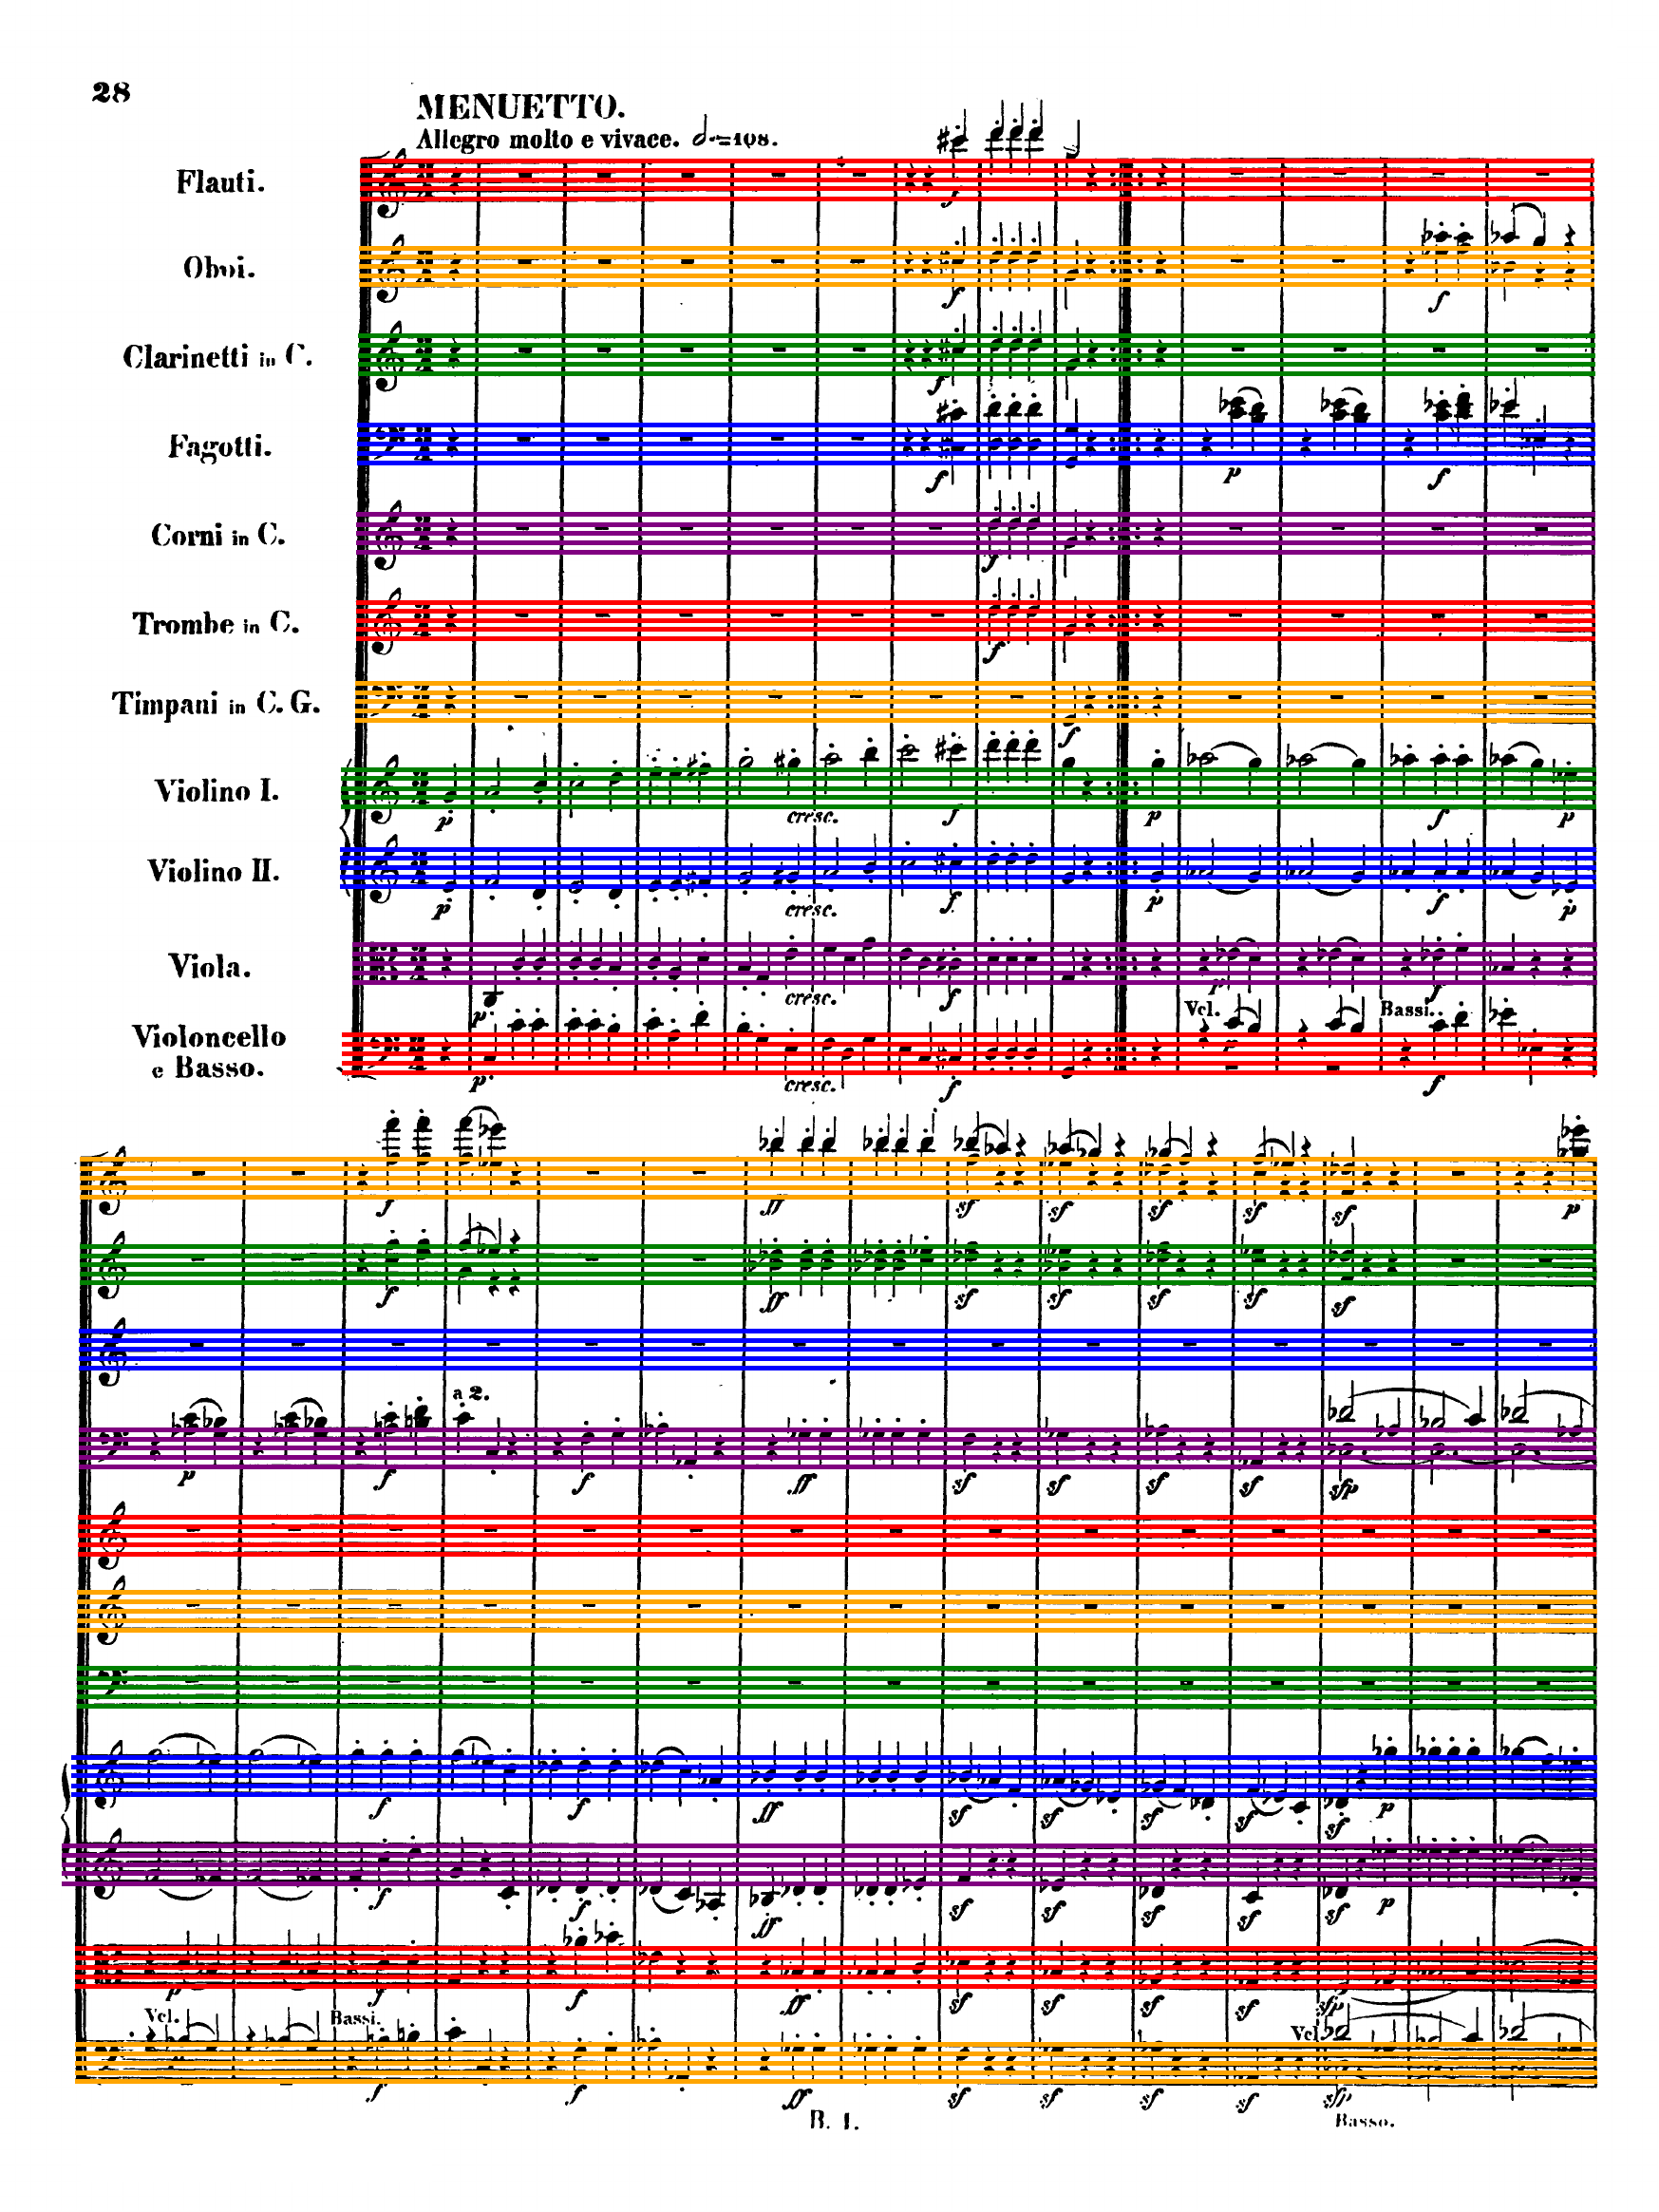 28
MENUETTO.
Allegro molto e vivace. 𝅗𝅥.=108.
Flauti.
Oboi.
Clarinetti in C.
Fagotti.
Corni in C.
Trombe in C.
Timpani in C. G.
Violino I.
Violino II.
Viola.
Violoncello
e Basso.
f
f
f
f
f
p
f
f
f
f
p cresc. f p f p
p cresc. f p f p
p cresc. f p f
Vcl. Bassi.
p cresc. f p f
f ff sf sf sf sf sf p
f ff sf sf sf sf sf
a 2.
p f f ff sf sf sf sf sfp
f f ff sf sf sf sf sf p
f f ff sf sf sf sf sf p
p f f ff sf sf sf sf sfp
Vcl. Bassi. Vcl.
f f ff sf sf sf sf sfp
B. 1. Basso.